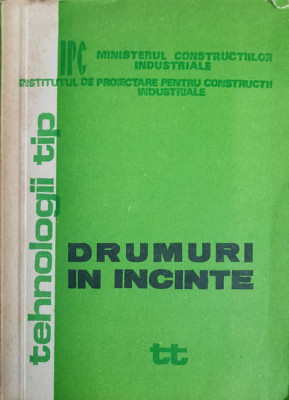 IPC MINISTERUL CONSTRUCTIILOR
INDUSTRIALE
INSTITUTUL DE PROIECTARE PENTRU CONSTRUCTII
INDUSTRIALE
tehnologii tip
DRUMURI
IN INCINTE
tt